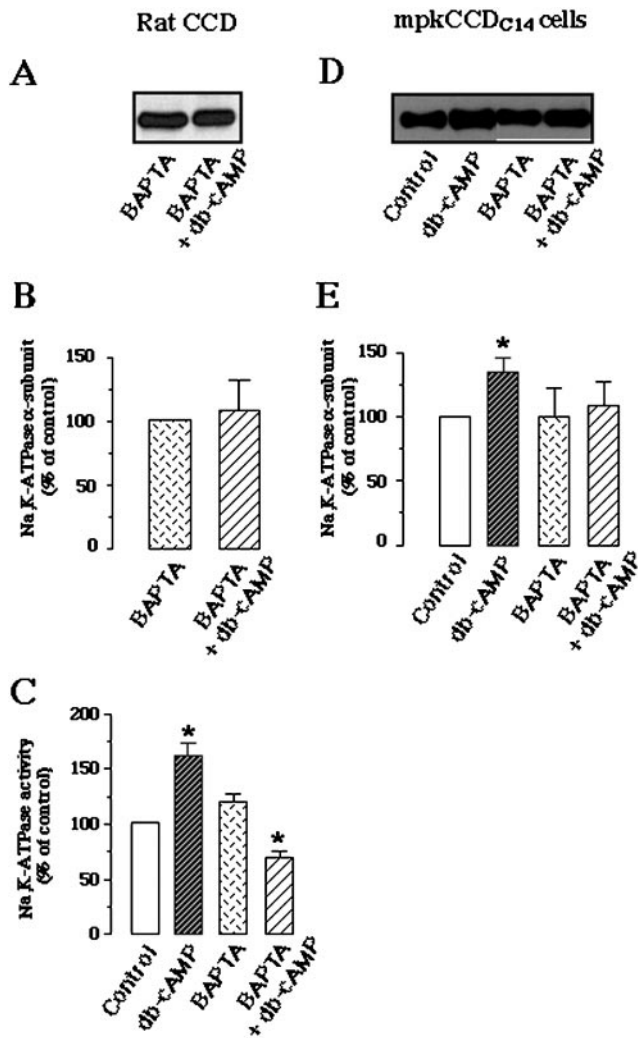 Rat CCD
mpkCCDC14 cells
A
BAPTA
BAPTA
+ db-cAMP
D
Control
db-cAMP
BAPTA
BAPTA
+ db-cAMP
B
Na,K-ATPase α-subunit
(% of control)
150
100
50
0
BAPTA
BAPTA
+ db-cAMP
E
Na,K-ATPase α-subunit
(% of control)
150
100
50
0
*
Control
db-cAMP
BAPTA
BAPTA
+ db-cAMP
C
Na,K-ATPase activity
(% of control)
200
150
100
50
0
*
*
Control
db-cAMP
BAPTA
BAPTA
+ db-cAMP